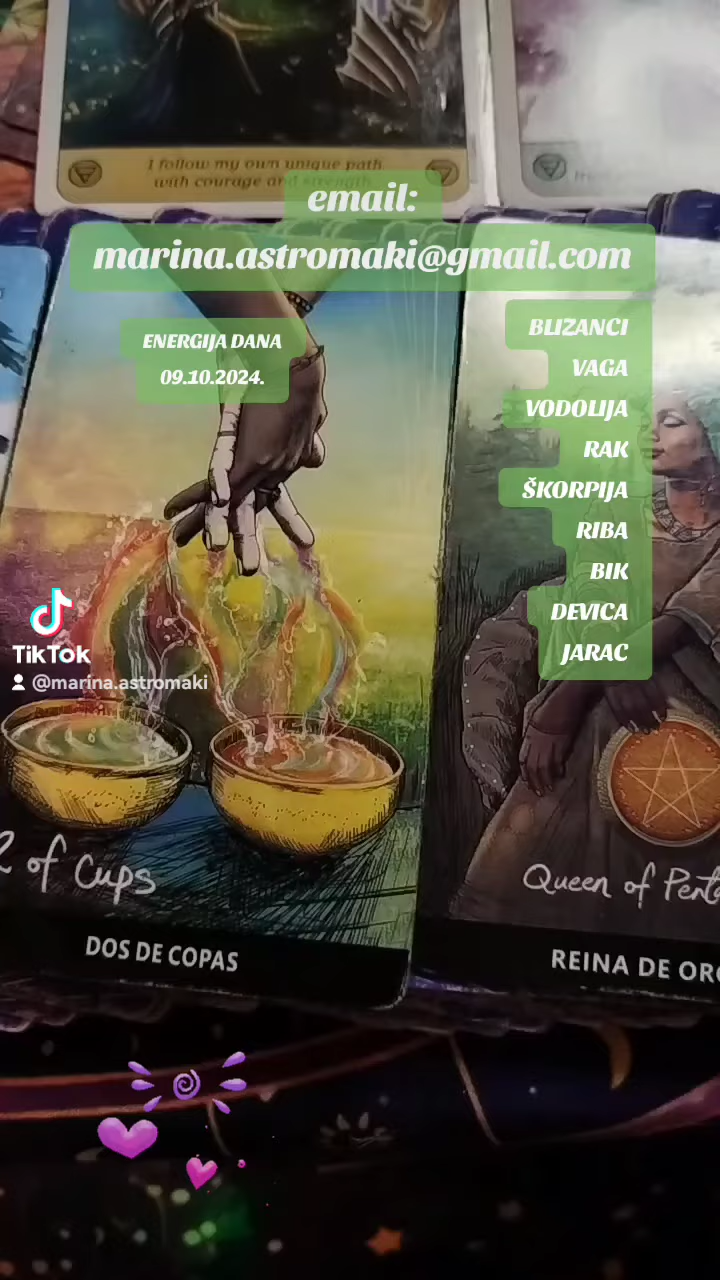 I follow my own unique path
with courage and strength
email:
marina.astromaki@gmail.com
ENERGIJA DANA
09.10.2024.
BLIZANCI
VAGA
VODOLIJA
RAK
ŠKORPIJA
RIBA
BIK
DEVICA
JARAC
TikTok
@marina.astromaki
2 of Cups
Queen of
DOS DE COPAS
REINA DE